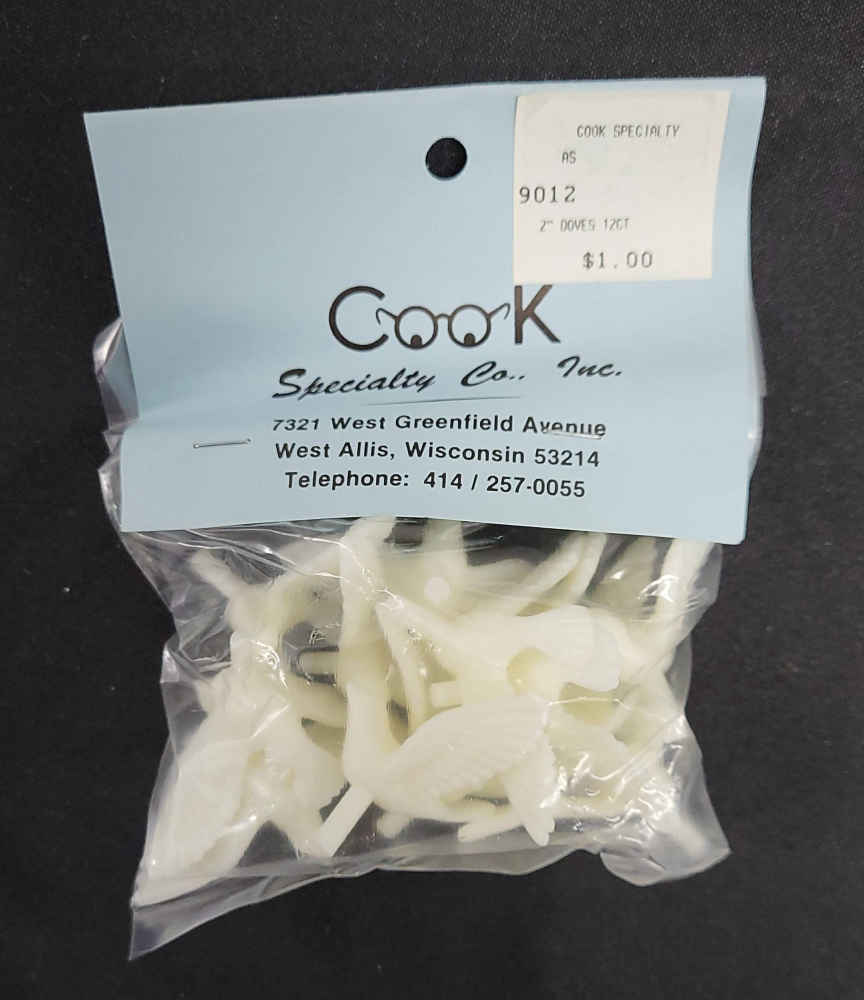 COOK SPECIALTY
AS
9012
2" DOVES 12CT
$1.00
Cook
Specialty Co., Inc.
7321 West Greenfield Avenue
West Allis, Wisconsin 53214
Telephone: 414 / 257-0055